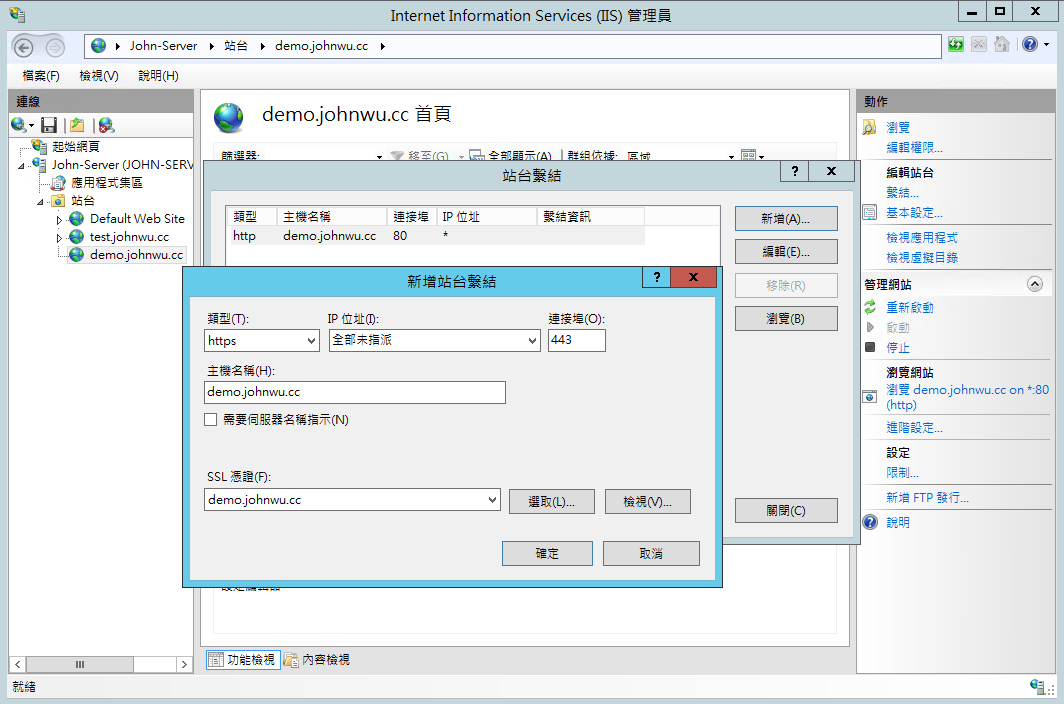 Internet Information Services (IIS) 管理員
John-Server 站台 demo.johnwu.cc
檔案(F) 檢視(V) 說明(H)
連線
起始網頁
John-Server (JOHN-SERV
應用程式集區
站台
Default Web Site
test.johnwu.cc
demo.johnwu.cc
demo.johnwu.cc 首頁
篩選器: 移至(G) 全部顯示(A) 群組依據: 區域
站台繫結
? X
類型 主機名稱 連接埠 IP 位址 繫結資訊
http demo.johnwu.cc 80 *
新增(A)...
編輯(E)...
移除(R)
瀏覽(B)
關閉(C)
新增站台繫結
? X
類型(T): IP 位址(I): 連接埠(O):
https 全部未指派 443
主機名稱(H):
demo.johnwu.cc
需要伺服器名稱指示(N)
SSL 憑證(F):
demo.johnwu.cc 選取(L)... 檢視(V)...
確定 取消
功能檢視 內容檢視
動作
瀏覽
編輯權限...
編輯站台
繫結...
基本設定...
檢視應用程式
檢視虛擬目錄
管理網站
重新啟動
啟動
停止
瀏覽網站
瀏覽 demo.johnwu.cc on *:80
(http)
進階設定...
設定
限制...
新增 FTP 發行...
說明
就緒